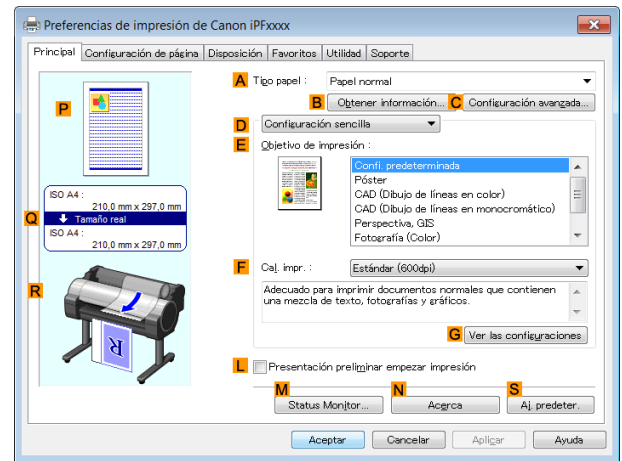 Preferencias de impresión de Canon iPFxxxx
Principal Configuración de página Disposición Favoritos Utilidad Soporte
P
ISO A4 :
210,0 mm x 297,0 mm
Q Tamaño real
ISO A4 :
210,0 mm x 297,0 mm
R
R
A Tipo papel : Papel normal
B Obtener información... C Configuración avanzada...
D Configuración sencilla
E Objetivo de impresión :
Confi. predeterminada
Póster
CAD (Dibujo de líneas en color)
CAD (Dibujo de líneas en monocromático)
Perspectiva, GIS
Fotografía (Color)
F Cal. impr. : Estándar (600dpi)
Adecuado para imprimir documentos normales que contienen
una mezcla de texto, fotografías y gráficos.
G Ver las configuraciones
L Presentación preliminar empezar impresión
M N S
Status Monitor... Acerca Aj. predeter.
Aceptar Cancelar Aplicar Ayuda